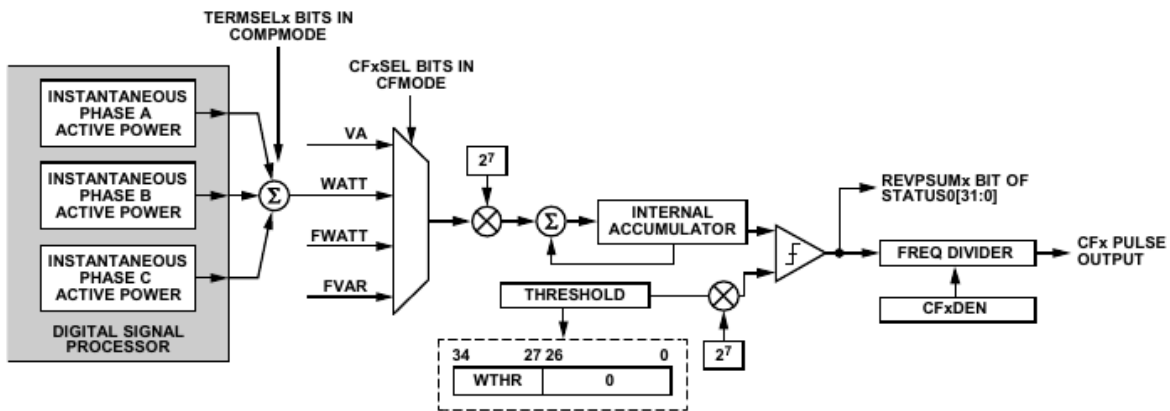 TERMSELx BITS IN
COMPMODE
CFxSEL BITS IN
CFMODE
INSTANTANEOUS
PHASE A
ACTIVE POWER
INSTANTANEOUS
PHASE B
ACTIVE POWER
INSTANTANEOUS
PHASE C
ACTIVE POWER
DIGITAL SIGNAL
PROCESSOR
Σ
VA
WATT
FWATT
FVAR
2⁷
Σ
INTERNAL
ACCUMULATOR
THRESHOLD
34 27 26 0
WTHR 0
2⁷
REVPSUMx BIT OF
STATUS0[31:0]
FREQ DIVIDER
CFx PULSE
OUTPUT
CFxDEN